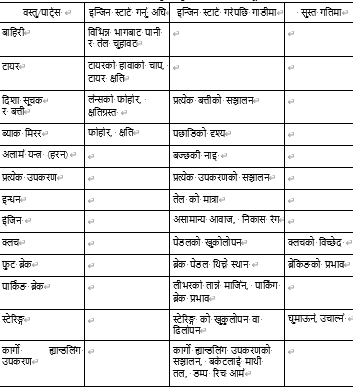 वस्तु/पार्ट्स इन्जिन स्टार्ट गर्नु अघि इन्जिन स्टार्ट गरेपछि गाडीमा सुस्त गतिमा
बाहिरी विभिन्न भागबाट पानी
र तेल चुहावट
टायर टायरको हावाको चाप,
टायर क्षति
दिशा सूचक लेन्सको फोहोर, प्रत्येक बत्तीको सञ्चालन
र बत्ती क्षतिग्रस्त
ब्याक मिरर फोहोर, क्षति पछाडिको दृश्य
अलार्म यन्त्र (हरन) बज्छकी नाइ
प्रत्येक उपकरण प्रत्येक उपकरणको सञ्चालन
इन्धन तेल को मात्रा
इंजिन असामान्य आवाज, निकास रंग
क्लच पेडलको खुकुलोपन क्लचको विच्छेद
फुट ब्रेक ब्रेक पेडल थिच्ने स्थान ब्रेकिङको प्रभाव
पार्किङ ब्रेक लीभरको तान्ने मार्जिन, पार्किंग
ब्रेक प्रभाव
स्टेरिङ्ग स्टेरिङ्ग को खुकुलोपन वा घुमाउने, उचाल्न
ढिलोपन
कार्गो ह्यान्डलिंग कार्गो ह्यान्डलिंग उपकरणको
उपकरण सञ्चालन, बकेटलाई माथी
तल, डम्प रिच आर्म